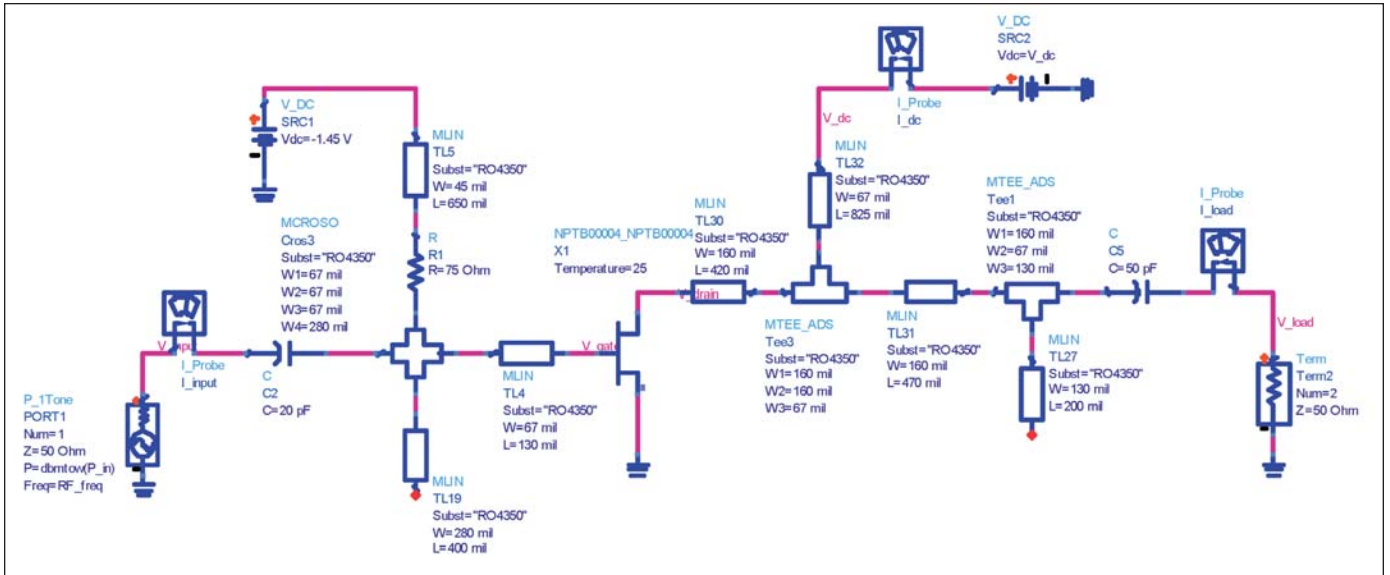 V_DC
SRC1
Vdc=-1.45 V
MLIN
TL5
Subst="RO4350"
W=45 mil
L=650 mil
R
R1
R=75 Ohm
MCROSO
Cros3
Subst="RO4350"
W1=67 mil
W2=67 mil
W3=67 mil
W4=280 mil
I_Probe
I_input
C
C2
C=20 pF
P_1Tone
PORT1
Num=1
Z=50 Ohm
P=dbmtow(P_in)
Freq=RF_freq
MLIN
TL19
Subst="RO4350"
W=280 mil
L=400 mil
MLIN
TL4
Subst="RO4350"
W=67 mil
L=130 mil
NPTB00004_NPTB00004
X1
Temperature=25
MLIN
TL30
Subst="RO4350"
W=160 mil
L=420 mil
V_dc
MLIN
TL32
Subst="RO4350"
W=67 mil
L=825 mil
I_Probe
I_dc
V_DC
SRC2
Vdc=V_dc
MTEE_ADS
Tee3
Subst="RO4350"
W1=160 mil
W2=160 mil
W3=67 mil
MLIN
TL31
Subst="RO4350"
W=160 mil
L=470 mil
MTEE_ADS
Tee1
Subst="RO4350"
W1=160 mil
W2=67 mil
W3=130 mil
MLIN
TL27
Subst="RO4350"
W=130 mil
L=200 mil
C
C5
C=50 pF
I_Probe
I_load
V_load
Term
Term2
Num=2
Z=50 Ohm